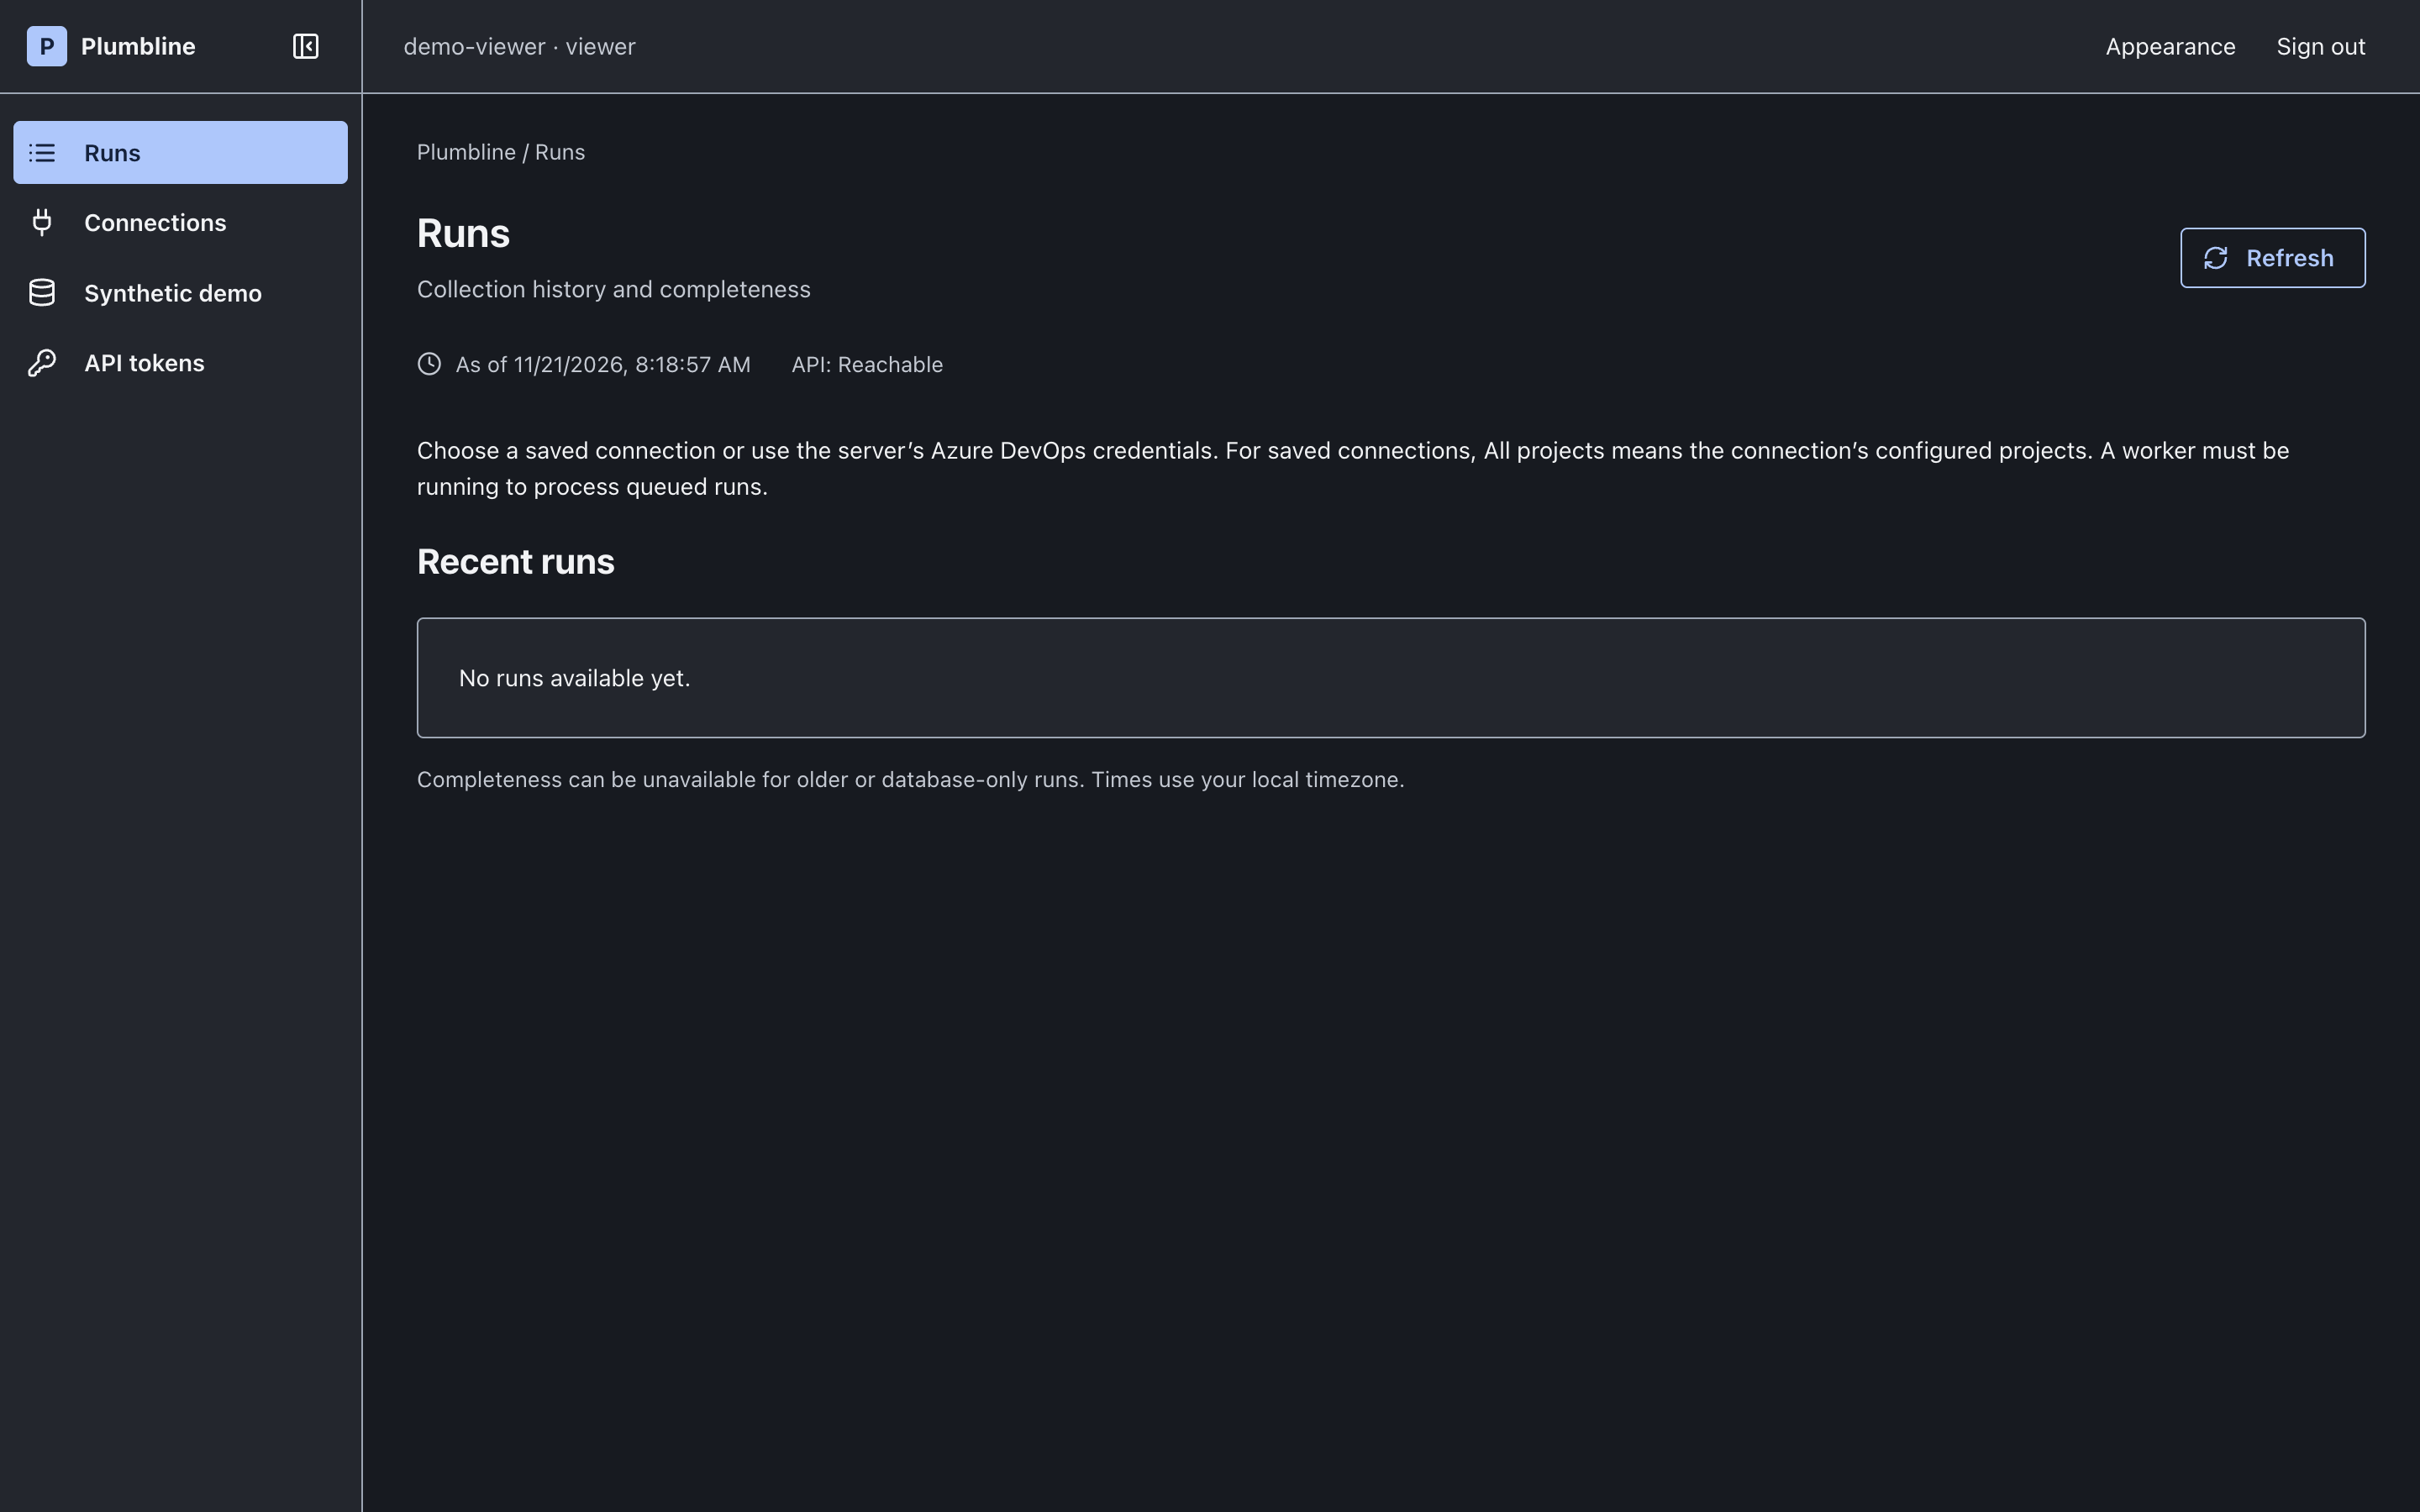 P Plumbline
demo-viewer · viewer
Appearance
Sign out
Runs
Connections
Synthetic demo
API tokens
Plumbline / Runs
Runs
Refresh
Collection history and completeness
As of 11/21/2026, 8:18:57 AM
API: Reachable
Choose a saved connection or use the server’s Azure DevOps credentials. For saved connections, All projects means the connection’s configured projects. A worker must be
running to process queued runs.
Recent runs
No runs available yet.
Completeness can be unavailable for older or database-only runs. Times use your local timezone.